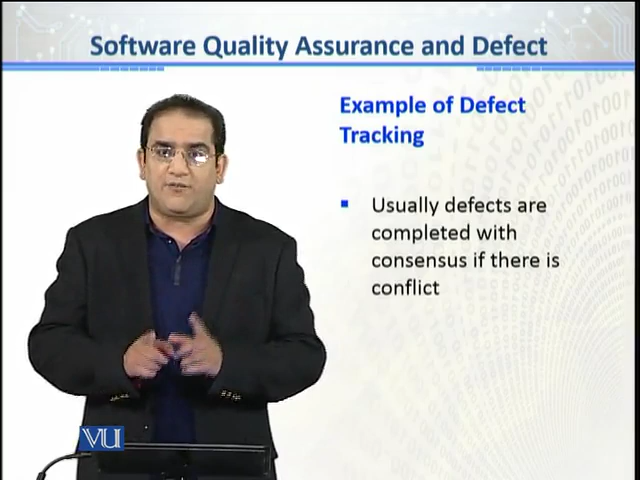 Software Quality Assurance and Defect
Example of Defect
Tracking
Usually defects are
completed with
consensus if there is
conflict
VU